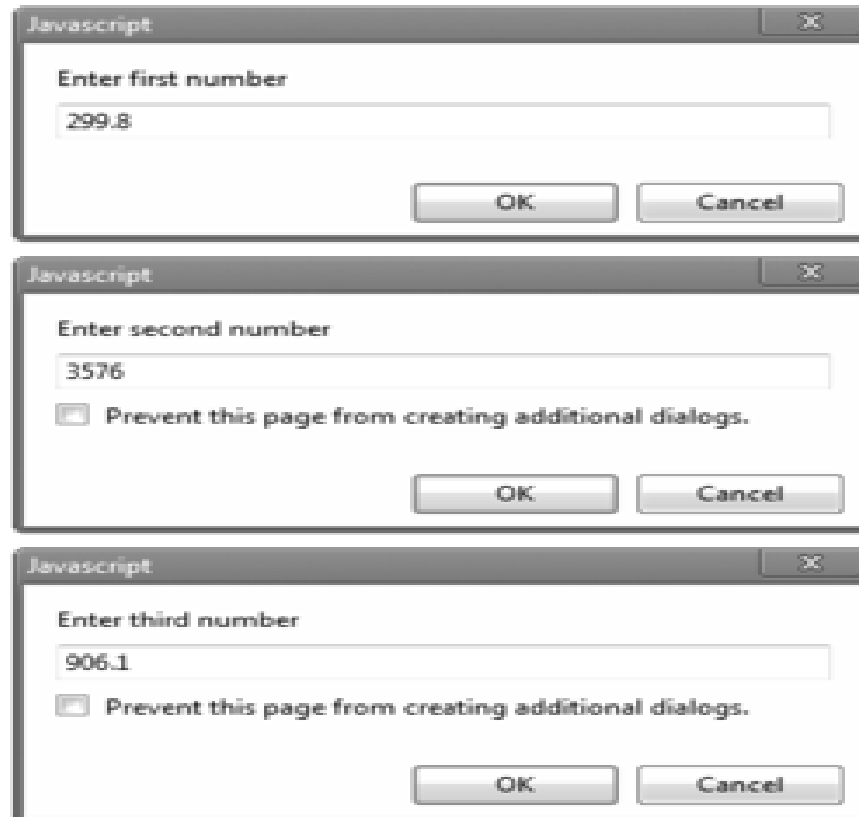 Javascript
Enter first number
299.8
OK Cancel
Javascript
Enter second number
3576
Prevent this page from creating additional dialogs.
OK Cancel
Javascript
Enter third number
906.1
Prevent this page from creating additional dialogs.
OK Cancel